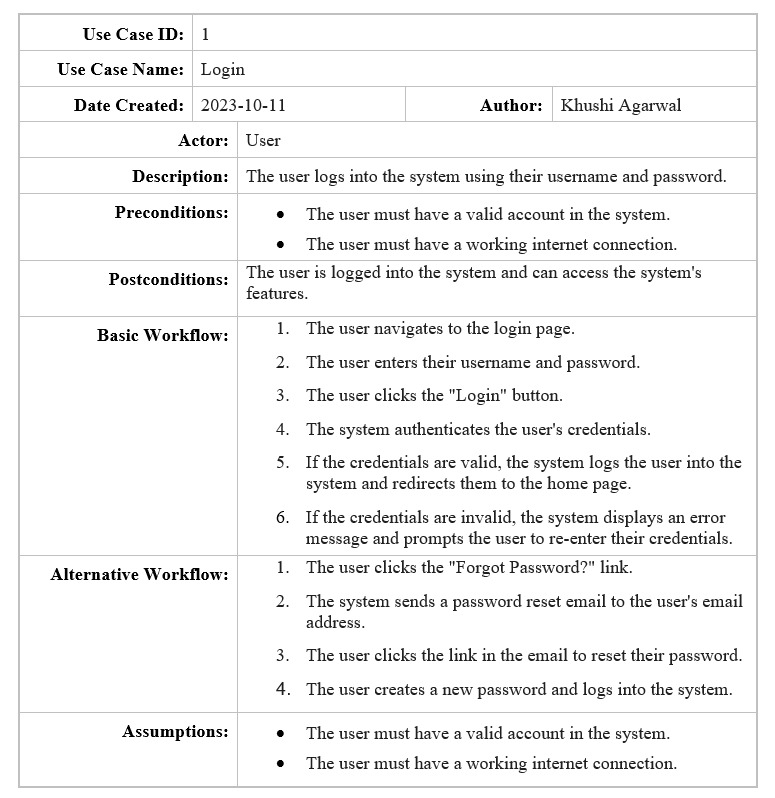 Use Case ID: 1
Use Case Name: Login
Date Created: 2023-10-11 Author: Khushi Agarwal
Actor: User
Description: The user logs into the system using their username and password.
Preconditions: • The user must have a valid account in the system.
• The user must have a working internet connection.
Postconditions: The user is logged into the system and can access the system's
features.
Basic Workflow: 1. The user navigates to the login page.
2. The user enters their username and password.
3. The user clicks the "Login" button.
4. The system authenticates the user's credentials.
5. If the credentials are valid, the system logs the user into the
system and redirects them to the home page.
6. If the credentials are invalid, the system displays an error
message and prompts the user to re-enter their credentials.
Alternative Workflow: 1. The user clicks the "Forgot Password?" link.
2. The system sends a password reset email to the user's email
address.
3. The user clicks the link in the email to reset their password.
4. The user creates a new password and logs into the system.
Assumptions: • The user must have a valid account in the system.
• The user must have a working internet connection.